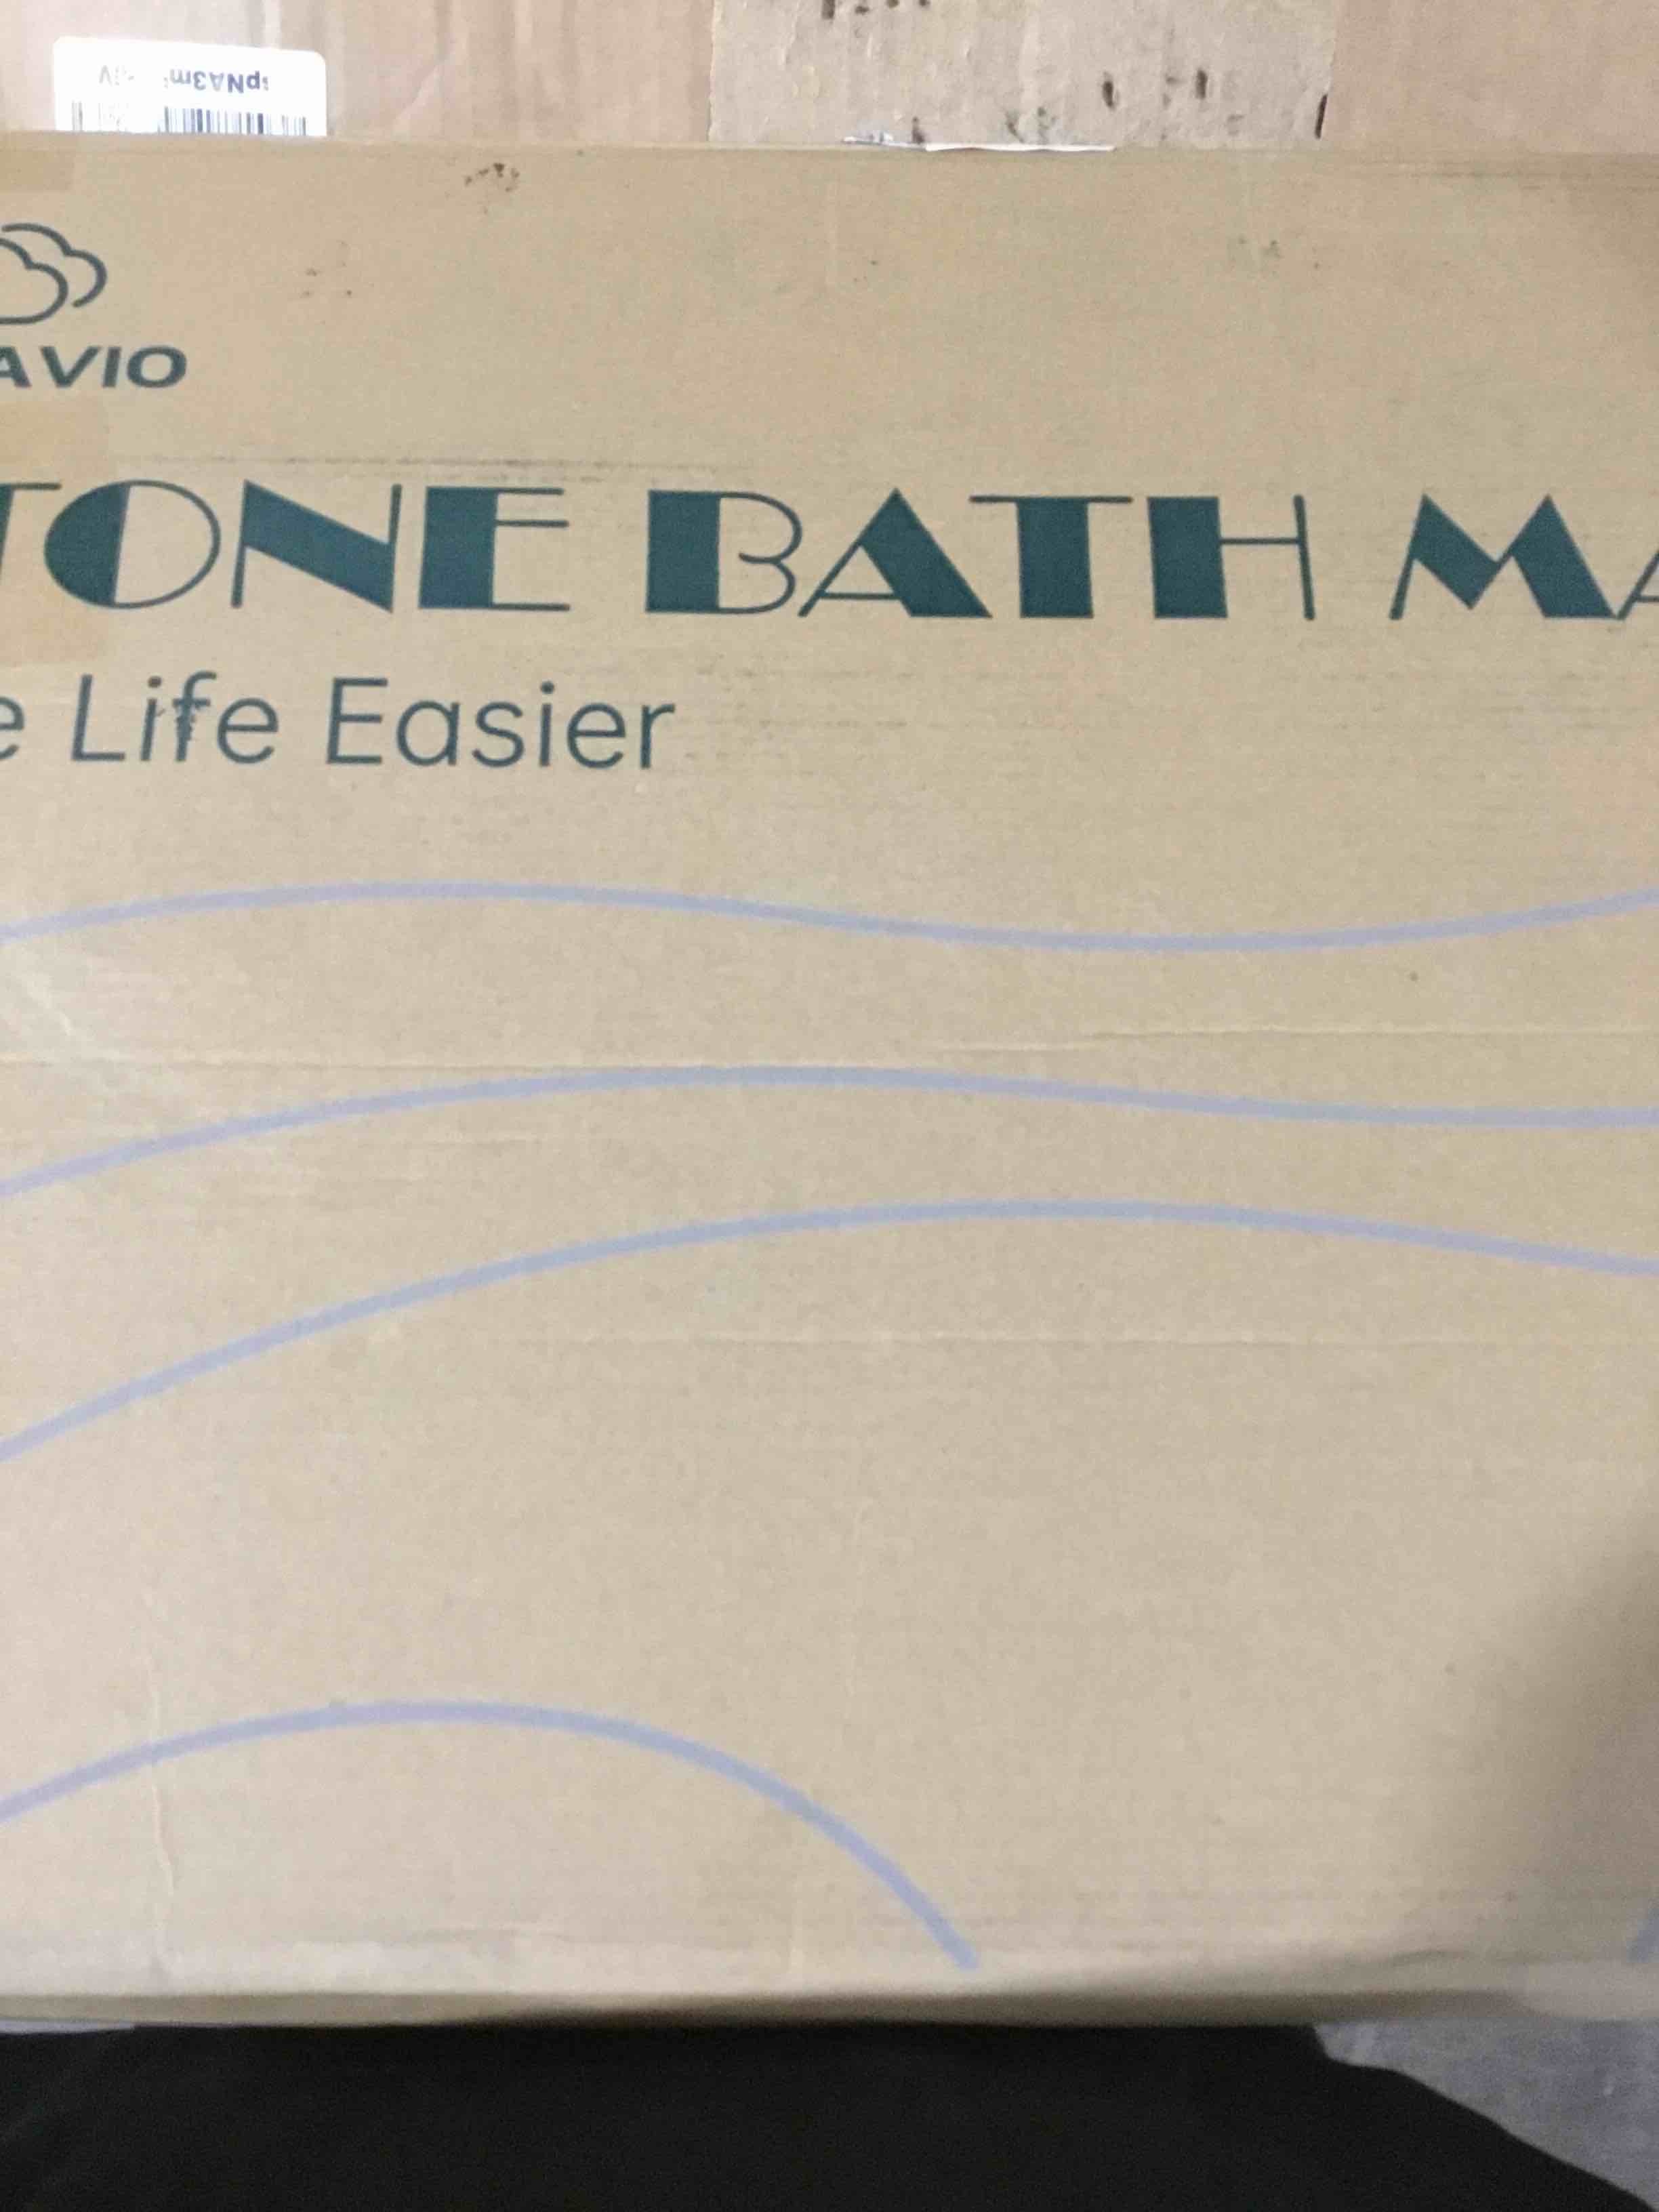 AVIO
TONE BATH MA
e Life Easier